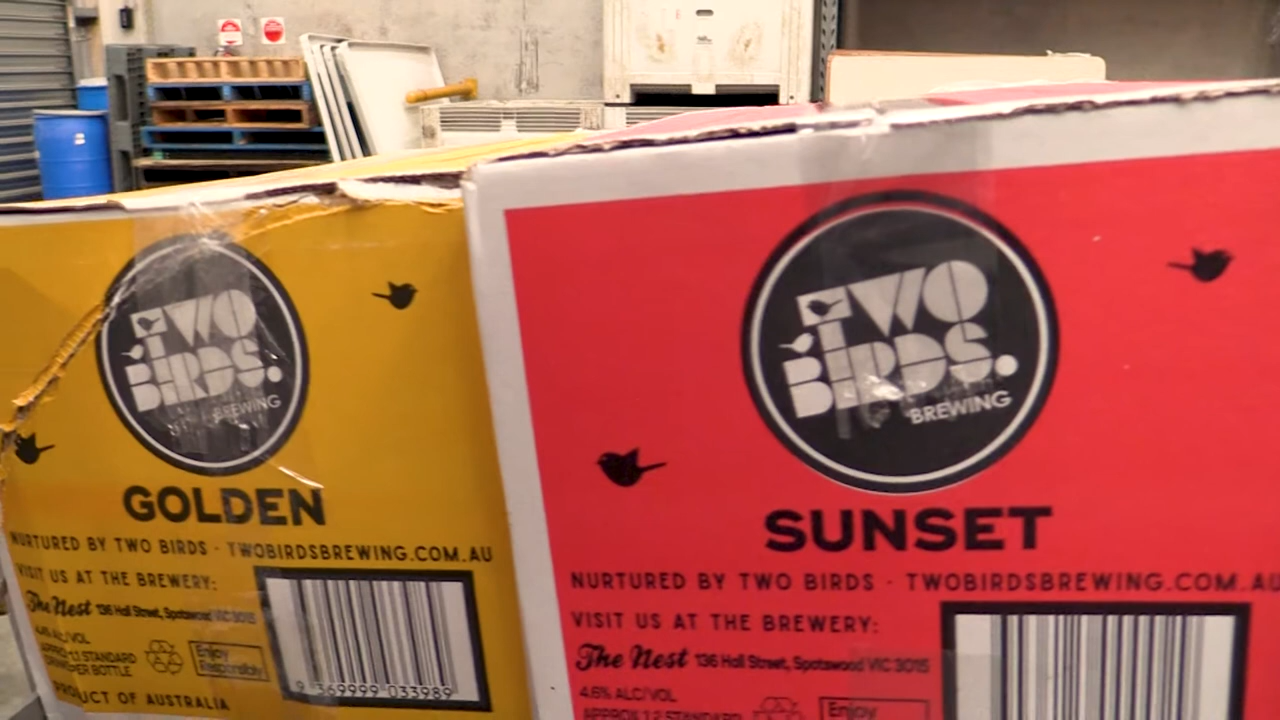 TWO
BIRDS.
BREWING
GOLDEN
NURTURED BY TWO BIRDS · TWOBIRDSBREWING.COM.AU
VISIT US AT THE BREWERY:
The Nest 136 Hall Street, Spotswood VIC 3015
4.4% ALC/VOL
APPROX 1.1 STANDARD
DRINKS PER BOTTLE
Enjoy
Responsibly
PRODUCT OF AUSTRALIA
9 369999 033989
TWO
BIRDS.
BREWING
SUNSET
NURTURED BY TWO BIRDS · TWOBIRDSBREWING.COM.AU
VISIT US AT THE BREWERY:
The Nest 136 Hall Street, Spotswood VIC 3015
4.6% ALC/VOL
APPROX 1.2 STANDARD
Enjoy